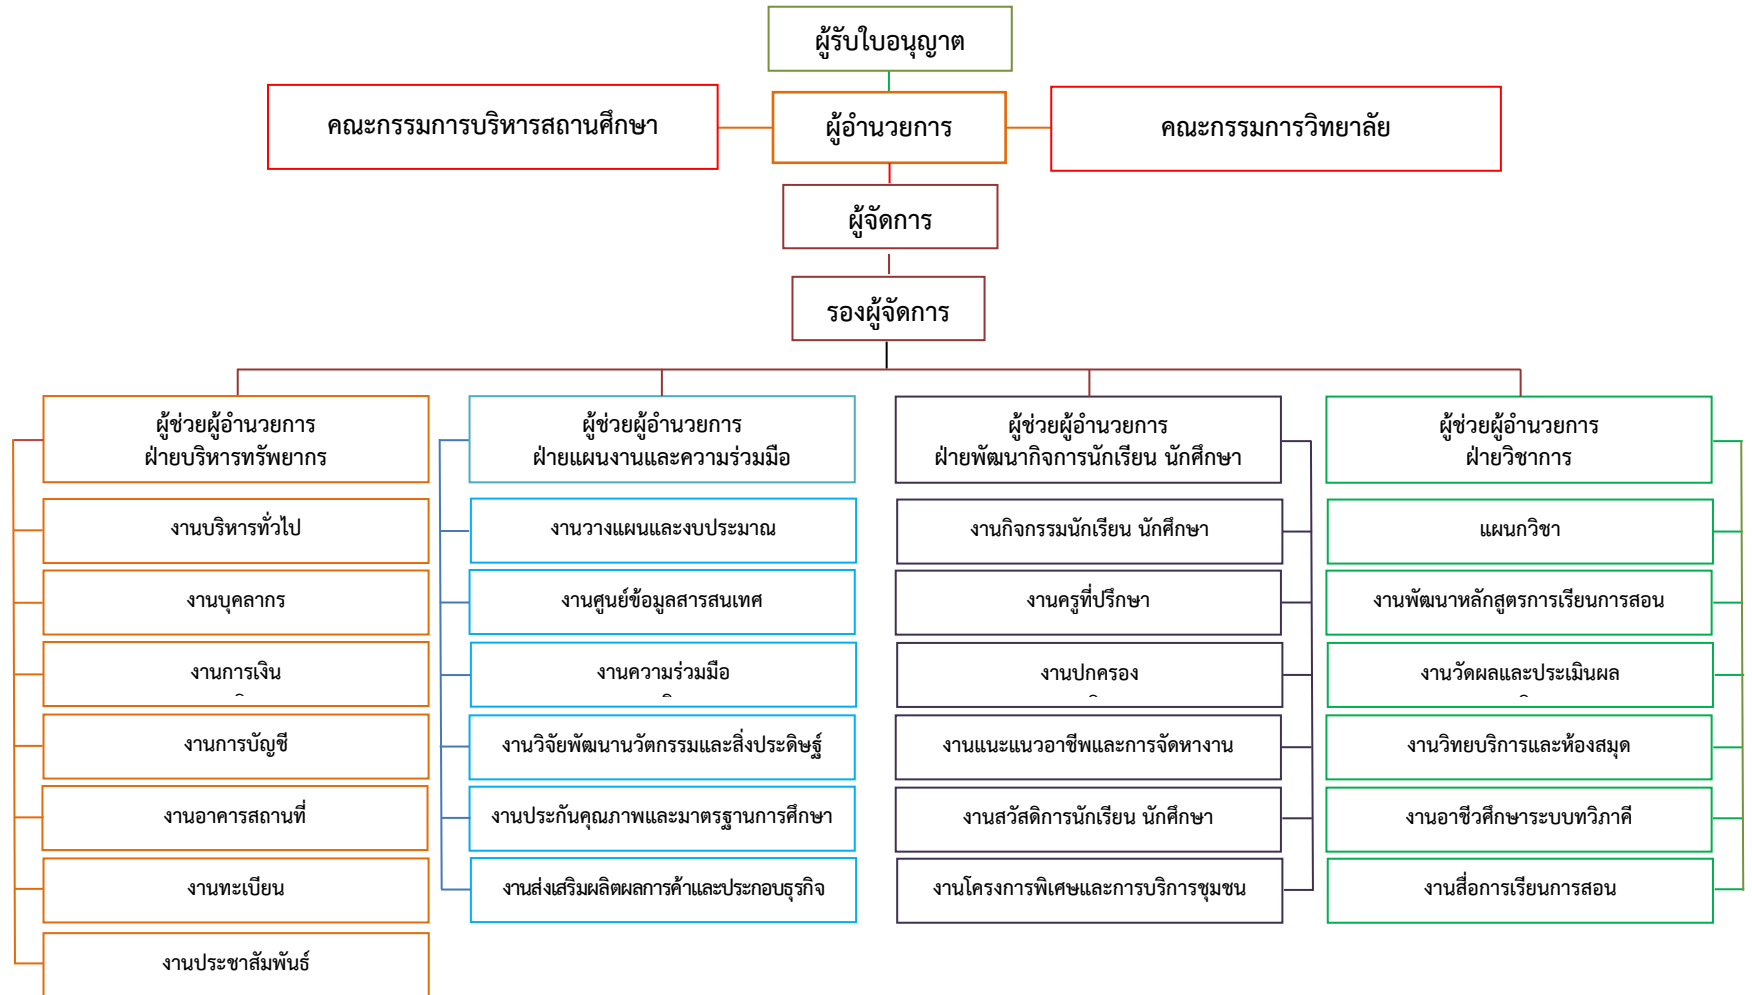 ผู้รับใบอนุญาต
คณะกรรมการบริหารสถานศึกษา
ผู้อำนวยการ
คณะกรรมการวิทยาลัย
ผู้จัดการ
รองผู้จัดการ
ผู้ช่วยผู้อำนวยการ
ฝ่ายบริหารทรัพยากร
งานบริหารทั่วไป
งานบุคลากร
งานการเงิน
งานการบัญชี
งานอาคารสถานที่
งานทะเบียน
งานประชาสัมพันธ์
ผู้ช่วยผู้อำนวยการ
ฝ่ายแผนงานและความร่วมมือ
งานวางแผนและงบประมาณ
งานศูนย์ข้อมูลสารสนเทศ
งานความร่วมมือ
งานวิจัยพัฒนานวัตกรรมและสิ่งประดิษฐ์
งานประกันคุณภาพและมาตรฐานการศึกษา
งานส่งเสริมผลิตผลการค้าและประกอบธุรกิจ
ผู้ช่วยผู้อำนวยการ
ฝ่ายพัฒนากิจการนักเรียน นักศึกษา
งานกิจกรรมนักเรียน นักศึกษา
งานครูที่ปรึกษา
งานปกครอง
งานแนะแนวอาชีพและการจัดหางาน
งานสวัสดิการนักเรียน นักศึกษา
งานโครงการพิเศษและการบริการชุมชน
ผู้ช่วยผู้อำนวยการ
ฝ่ายวิชาการ
แผนกวิชา
งานพัฒนาหลักสูตรการเรียนการสอน
งานวัดผลและประเมินผล
งานวิทยบริการและห้องสมุด
งานอาชีวศึกษาระบบทวิภาคี
งานสื่อการเรียนการสอน